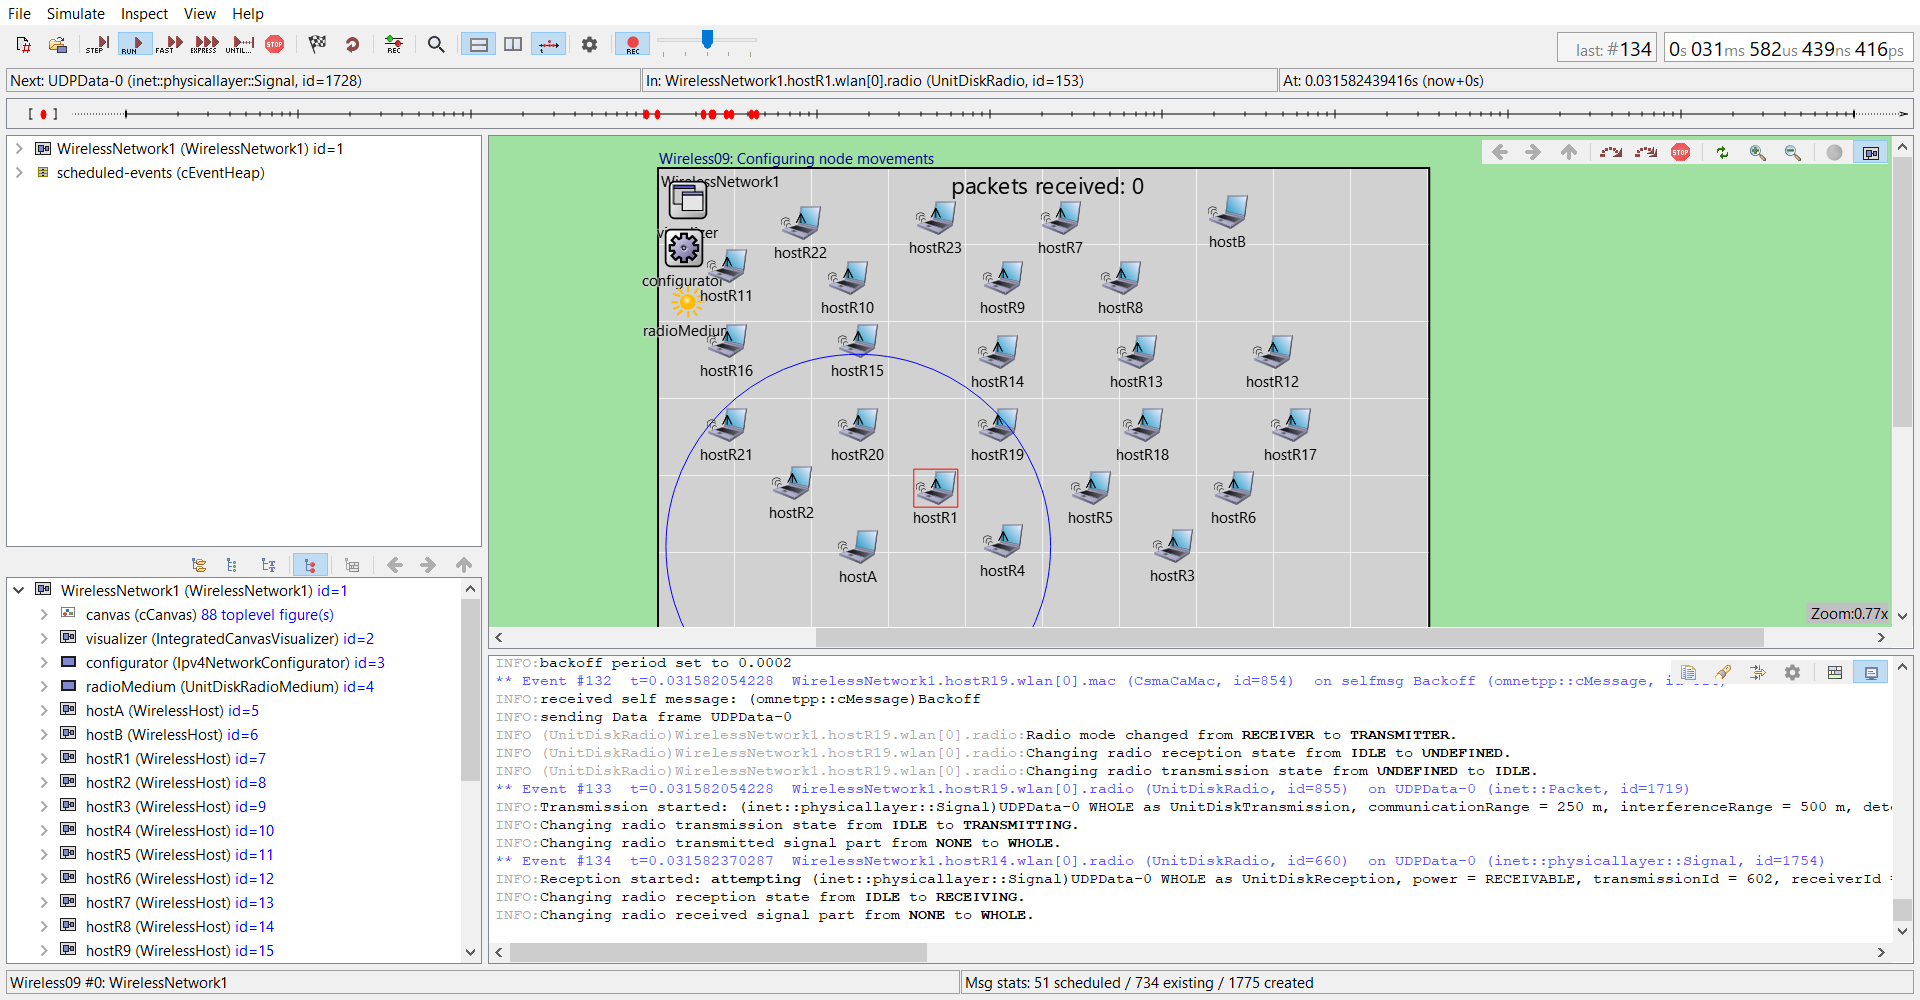 File Simulate Inspect View Help
STEP RUN FAST EXPRESS UNTIL... STOP REC REC
last: #134 0s 031ms 582us 439ns 416ps
Next: UDPData-0 (inet::physicallayer::Signal, id=1728) In: WirelessNetwork1.hostR1.wlan[0].radio (UnitDiskRadio, id=153) At: 0.031582439416s (now+0s)
WirelessNetwork1 (WirelessNetwork1) id=1
scheduled-events (cEventHeap)
WirelessNetwork1 (WirelessNetwork1) id=1
canvas (cCanvas) 88 toplevel figure(s)
visualizer (IntegratedCanvasVisualizer) id=2
configurator (Ipv4NetworkConfigurator) id=3
radioMedium (UnitDiskRadioMedium) id=4
hostA (WirelessHost) id=5
hostB (WirelessHost) id=6
hostR1 (WirelessHost) id=7
hostR2 (WirelessHost) id=8
hostR3 (WirelessHost) id=9
hostR4 (WirelessHost) id=10
hostR5 (WirelessHost) id=11
hostR6 (WirelessHost) id=12
hostR7 (WirelessHost) id=13
hostR8 (WirelessHost) id=14
hostR9 (WirelessHost) id=15
Wireless09: Configuring node movements
STOP
WirelessNetwork1
packets received: 0
visualizer
hostR22 hostR23 hostR7 hostB
configurator
hostR11 hostR10 hostR9 hostR8
radioMedium
hostR16 hostR15 hostR14 hostR13 hostR12
hostR21 hostR20 hostR19 hostR18 hostR17
hostR2 hostR1 hostR5 hostR6
hostA hostR4 hostR3
Zoom:0.77x
INFO:backoff period set to 0.0002
** Event #132 t=0.031582054228 WirelessNetwork1.hostR19.wlan[0].mac (CsmaCaMac, id=854) on selfmsg Backoff (omnetpp::cMessage,
INFO:received self message: (omnetpp::cMessage)Backoff
INFO:sending Data frame UDPData-0
INFO (UnitDiskRadio)WirelessNetwork1.hostR19.wlan[0].radio:Radio mode changed from RECEIVER to TRANSMITTER.
INFO (UnitDiskRadio)WirelessNetwork1.hostR19.wlan[0].radio:Changing radio reception state from IDLE to UNDEFINED.
INFO (UnitDiskRadio)WirelessNetwork1.hostR19.wlan[0].radio:Changing radio transmission state from UNDEFINED to IDLE.
** Event #133 t=0.031582054228 WirelessNetwork1.hostR19.wlan[0].radio (UnitDiskRadio, id=855) on UDPData-0 (inet::Packet, id=1719)
INFO:Transmission started: (inet::physicallayer::Signal)UDPData-0 WHOLE as UnitDiskTransmission, communicationRange = 250 m, interferenceRange = 500 m, det
INFO:Changing radio transmission state from IDLE to TRANSMITTING.
INFO:Changing radio transmitted signal part from NONE to WHOLE.
** Event #134 t=0.031582370287 WirelessNetwork1.hostR14.wlan[0].radio (UnitDiskRadio, id=660) on UDPData-0 (inet::physicallayer::Signal, id=1754)
INFO:Reception started: attempting (inet::physicallayer::Signal)UDPData-0 WHOLE as UnitDiskReception, power = RECEIVABLE, transmissionId = 602, receiverId =
INFO:Changing radio reception state from IDLE to RECEIVING.
INFO:Changing radio received signal part from NONE to WHOLE.
Wireless09 #0: WirelessNetwork1 Msg stats: 51 scheduled / 734 existing / 1775 created